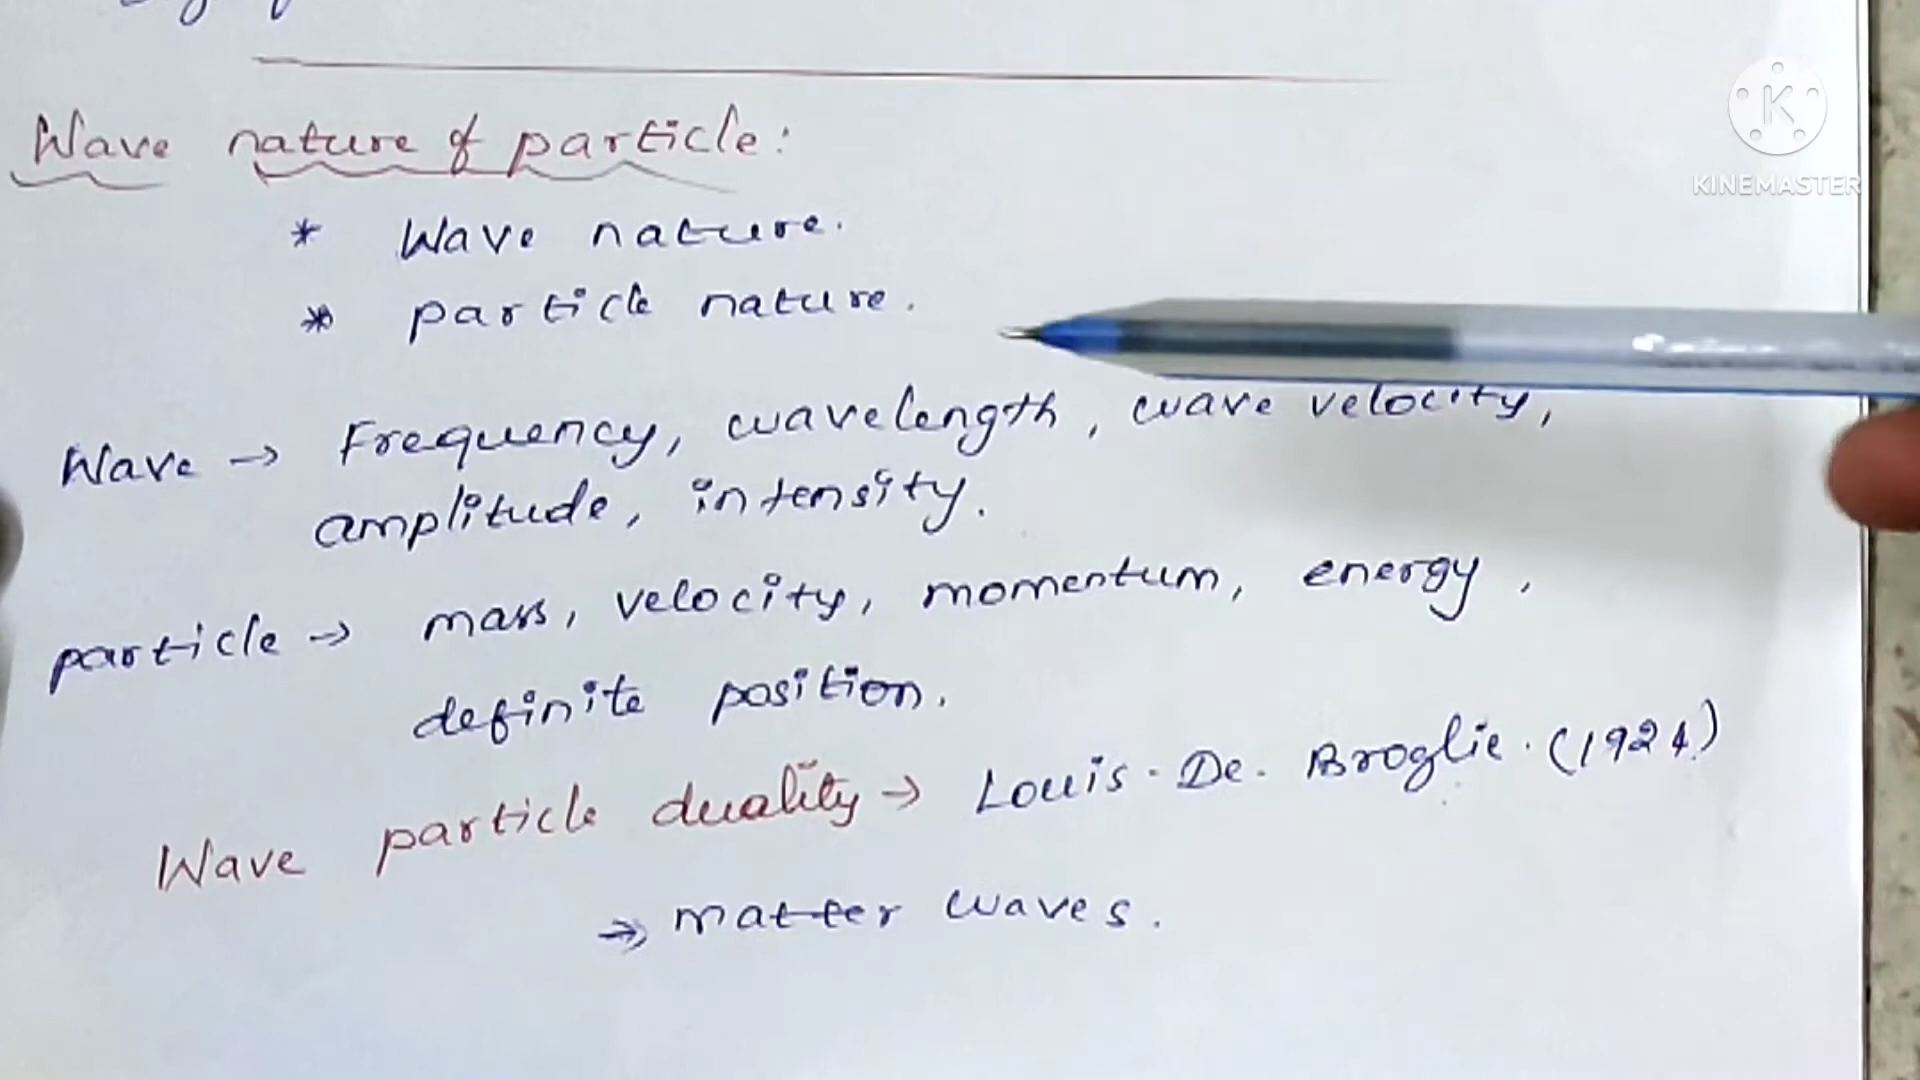 Wave nature of particle:
* Wave nature.
* particle nature.
Wave → Frequency, wavelength, wave velocity,
amplitude, intensity.
particle → mass, velocity, momentum, energy,
definite position.
Wave particle duality → Louis. De. Broglie. (1924)
→ matter waves.
K
KINEMASTER